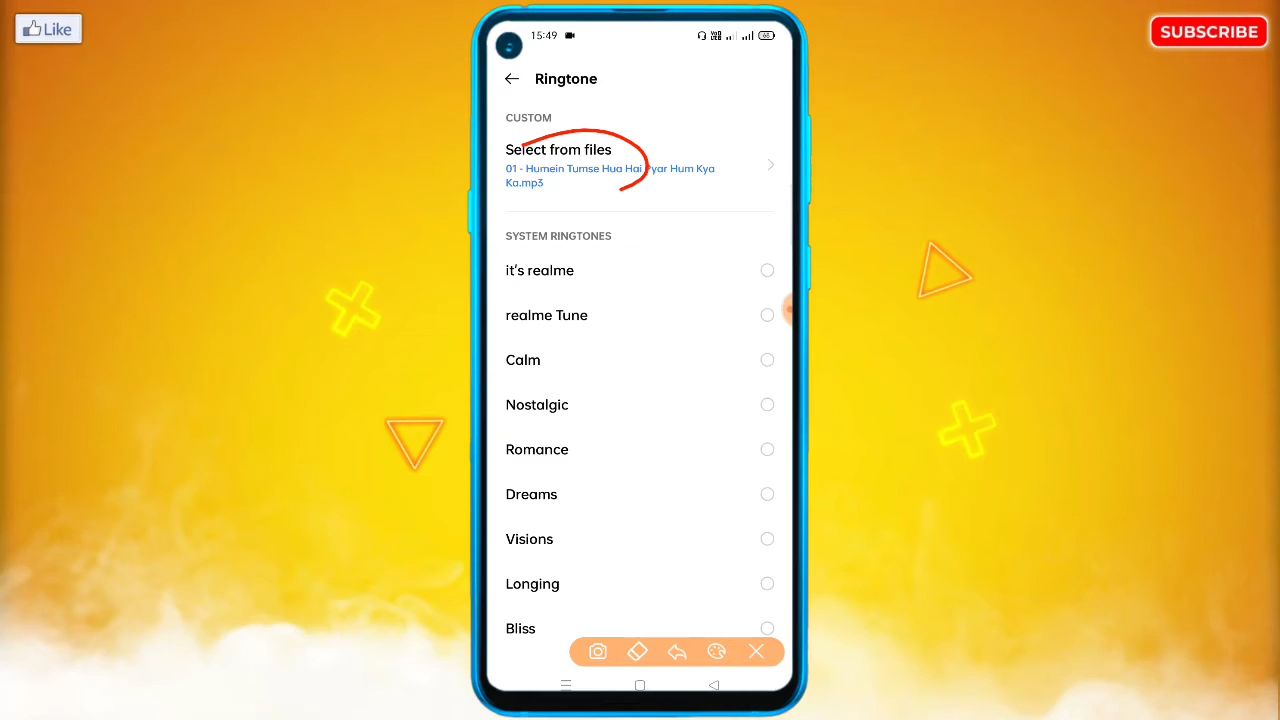 Like
SUBSCRIBE
15:49
Ringtone
CUSTOM
Select from files
01 - Humein Tumse Hua Hai Pyar Hum Kya
Ka.mp3
SYSTEM RINGTONES
it's realme
realme Tune
Calm
Nostalgic
Romance
Dreams
Visions
Longing
Bliss